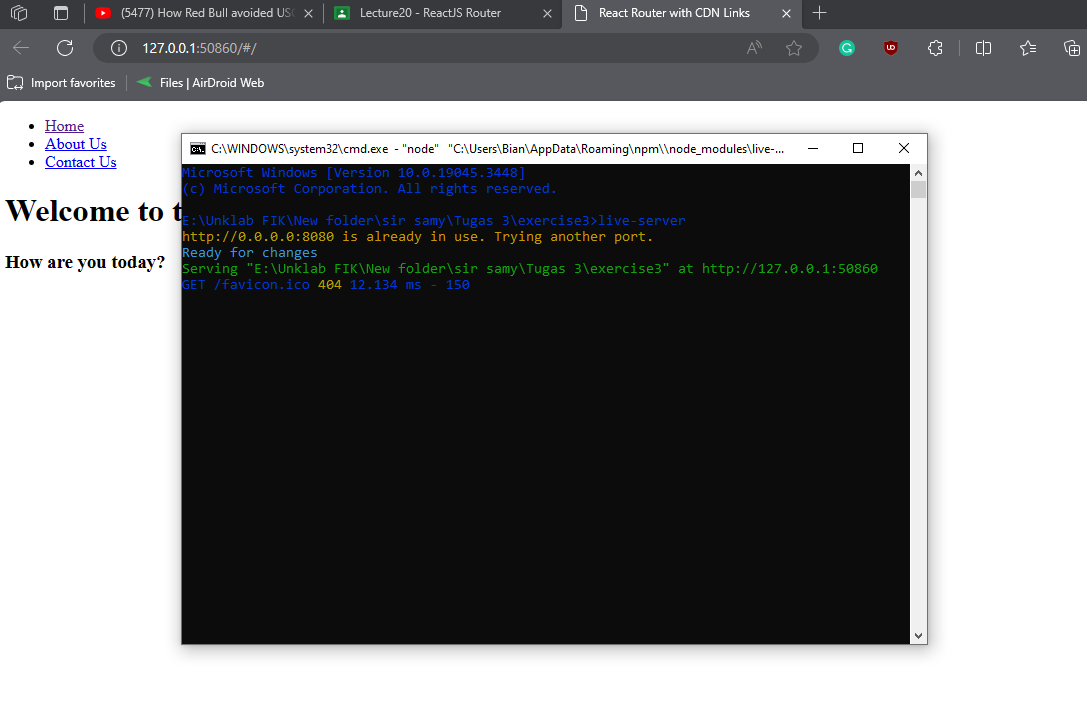 (5477) How Red Bull avoided US
Lecture20 - ReactJS Router
React Router with CDN Links
127.0.0.1:50860/#/
Import favorites
Files | AirDroid Web
Home
About Us
Contact Us
Welcome to t
How are you today?
C:\WINDOWS\system32\cmd.exe - "node" "C:\Users\Bian\AppData\Roaming\npm\\node_modules\live-...
Microsoft Windows [Version 10.0.19045.3448]
(c) Microsoft Corporation. All rights reserved.
E:\Unklab FIK\New folder\sir samy\Tugas 3\exercise3>live-server
http://0.0.0.0:8080 is already in use. Trying another port.
Ready for changes
Serving "E:\Unklab FIK\New folder\sir samy\Tugas 3\exercise3" at http://127.0.0.1:50860
GET /favicon.ico 404 12.134 ms - 150